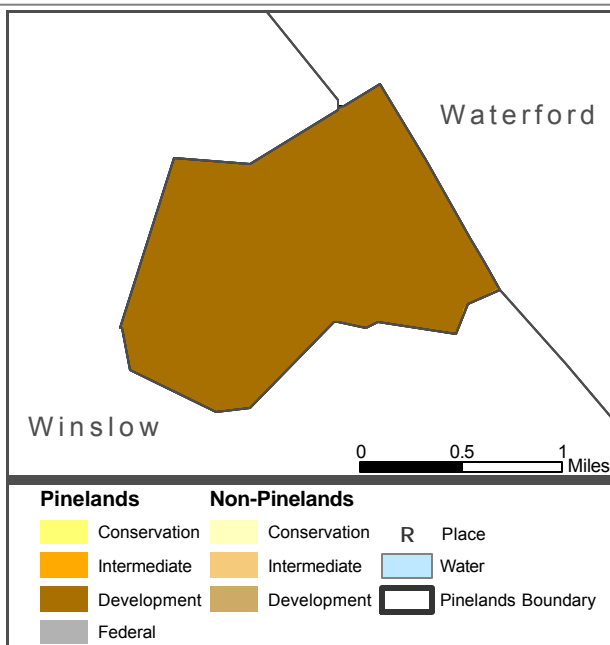 Waterford
Winslow
0 0.5 1
Miles
Pinelands Non-Pinelands
Conservation Conservation R Place
Intermediate Intermediate Water
Development Development Pinelands Boundary
Federal